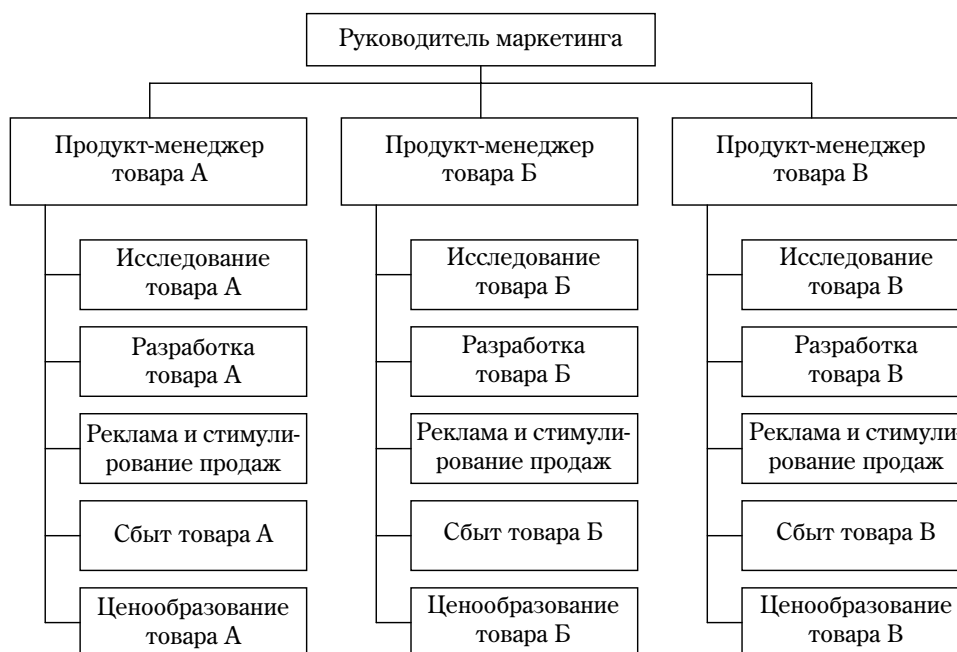 Руководитель маркетинга
Продукт-менеджер
товара А
Исследование
товара А
Разработка
товара А
Реклама и стимули-
рование продаж
Сбыт товара А
Ценообразование
товара А
Продукт-менеджер
товара Б
Исследование
товара Б
Разработка
товара Б
Реклама и стимули-
рование продаж
Сбыт товара Б
Ценообразование
товара Б
Продукт-менеджер
товара В
Исследование
товара В
Разработка
товара В
Реклама и стимули-
рование продаж
Сбыт товара В
Ценообразование
товара В